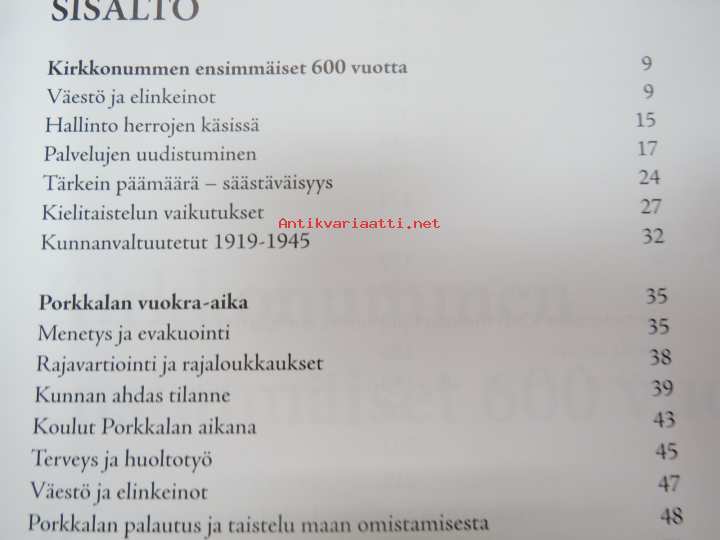 SISÄLTÖ
Kirkkonummen ensimmäiset 600 vuotta 9
Väestö ja elinkeinot 9
Hallinto herrojen käsissä 15
Palvelujen uudistuminen 17
Tärkein päämäärä – säästäväisyys 24
Kielitaistelun vaikutukset 27
Antikvariaatti.net
Kunnanvaltuutetut 1919-1945 32
Porkkalan vuokra-aika 35
Menetys ja evakuointi 35
Rajavartiointi ja rajaloukkaukset 38
Kunnan ahdas tilanne 39
Koulut Porkkalan aikana 43
Terveys ja huoltotyö 45
Väestö ja elinkeinot 47
Porkkalan palautus ja taistelu maan omistamisesta 48